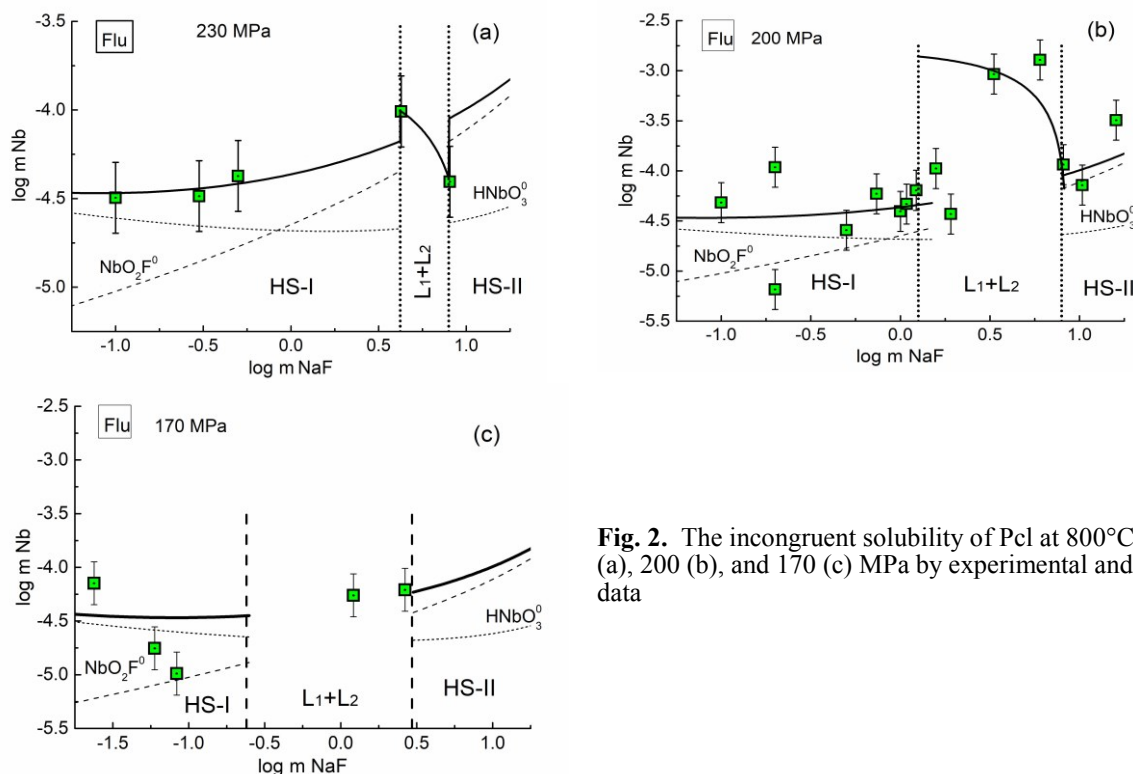 Flu 230 MPa (a)
-3.5
-4.0
-4.5
-5.0
log m Nb
NbO2F0
HS-I
L1+L2
HS-II
HNbO30
-1.0 -0.5 0.0 0.5 1.0
log m NaF
Flu 200 MPa (b)
-2.0
-2.5
-3.0
-3.5
-4.0
-4.5
-5.0
-5.5
log m Nb
NbO2F0
HS-I
L1+L2
HS-II
HNbO30
-1.0 -0.5 0.0 0.5 1.0
log m NaF
Flu 170 MPa (c)
-2.5
-3.0
-3.5
-4.0
-4.5
-5.0
-5.5
log m Nb
NbO2F0
HS-I
L1+L2
HS-II
HNbO30
-1.5 -1.0 -0.5 0.0 0.5 1.0
log m NaF
Fig. 2. The incongruent solubility of Pcl at 800°C
(a), 200 (b), and 170 (c) MPa by experimental and
data